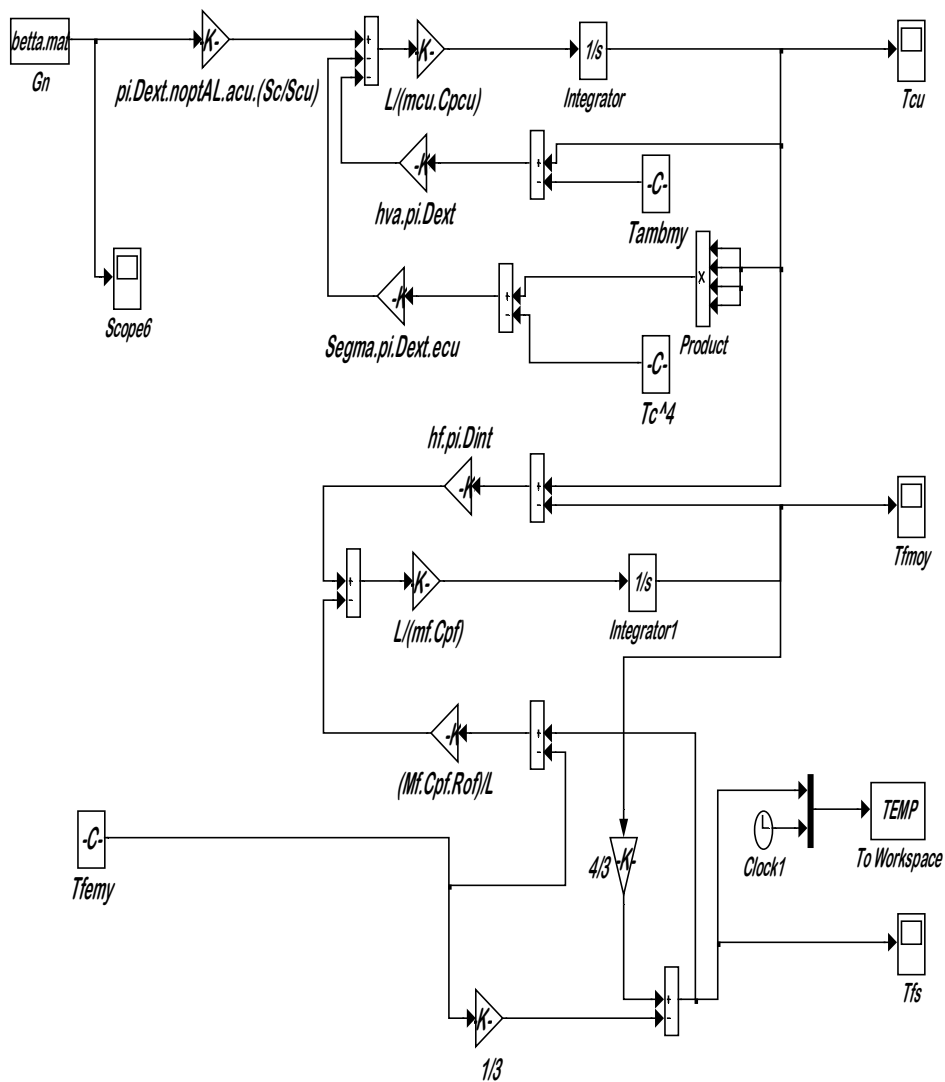 betta.mat
Gn
-K-
pi.Dext.noptAL.acu.(Sc/Scu)
+
-
-
-K-
L/(mcu.Cpcu)
1/s
Integrator
Tcu
-K-
hva.pi.Dext
+
-
-C-
Tambmy
Scope6
-K-
Segma.pi.Dext.ecu
+
-
x
Product
-C-
Tc^4
hf.pi.Dint
-K-
+
-
Tfmoy
+
-
-K-
L/(mf.Cpf)
1/s
Integrator1
-K-
(Mf.Cpf.Rof)/L
+
-
-C-
Tfemy
4/3
-K-
Clock1
TEMP
To Workspace
Tfs
+
-
-K-
1/3